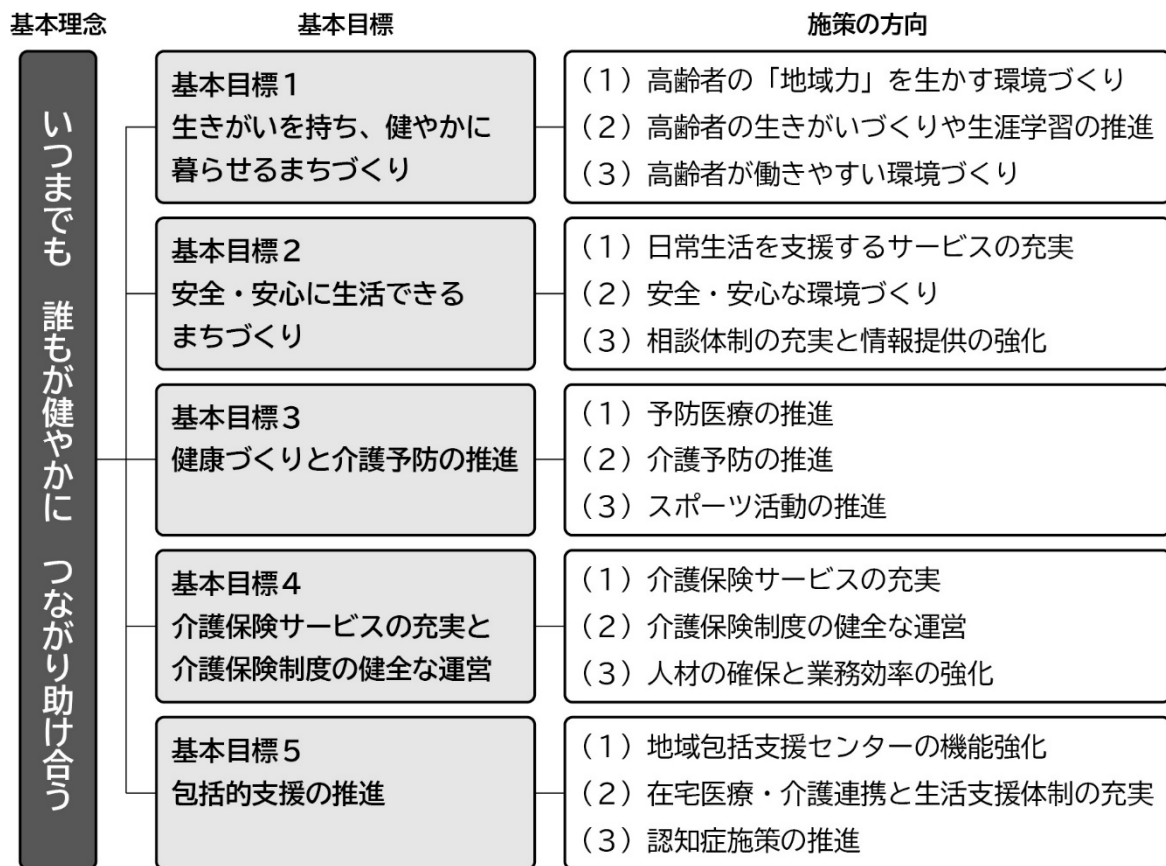 基本理念
基本目標
施策の方向
いつまでも 誰もが健やかに つながり助け合う
基本目標１
生きがいを持ち、健やかに
暮らせるまちづくり
（１）高齢者の「地域力」を生かす環境づくり
（２）高齢者の生きがいづくりや生涯学習の推進
（３）高齢者が働きやすい環境づくり
基本目標２
安全・安心に生活できる
まちづくり
（１）日常生活を支援するサービスの充実
（２）安全・安心な環境づくり
（３）相談体制の充実と情報提供の強化
基本目標３
健康づくりと介護予防の推進
（１）予防医療の推進
（２）介護予防の推進
（３）スポーツ活動の推進
基本目標４
介護保険サービスの充実と
介護保険制度の健全な運営
（１）介護保険サービスの充実
（２）介護保険制度の健全な運営
（３）人材の確保と業務効率の強化
基本目標５
包括的支援の推進
（１）地域包括支援センターの機能強化
（２）在宅医療・介護連携と生活支援体制の充実
（３）認知症施策の推進